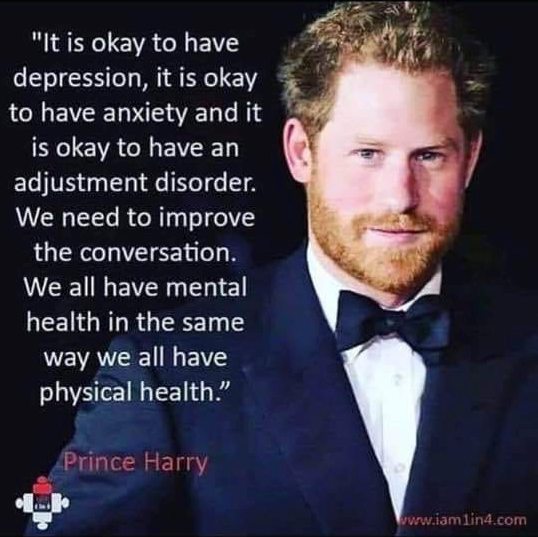 "It is okay to have
depression, it is okay
to have anxiety and it
is okay to have an
adjustment disorder.
We need to improve
the conversation.
We all have mental
health in the same
way we all have
physical health.”
Prince Harry
www.iam1in4.com